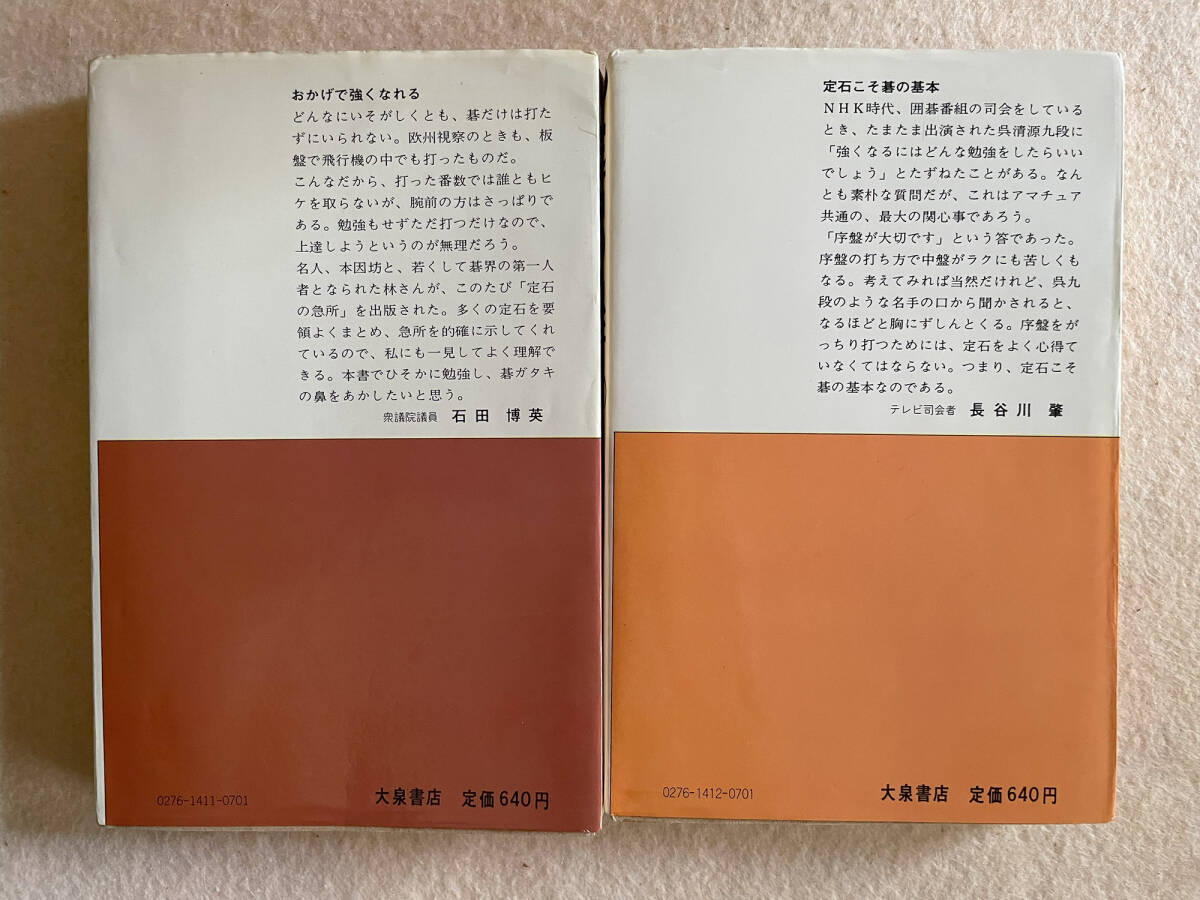 おかげで強くなれる
どんなにいそがしくとも、碁だけは打た
ずにいられない。欧州視察のときも、板
盤で飛行機の中でも打ったものだ。
こんなだから、打った番数では誰ともヒ
ケを取らないが、腕前の方はさっぱりで
ある。勉強もせずただ打つだけなので、
上達しようというのが無理だろう。
名人、本因坊と、若くして碁界の第一人
者となられた林さんが、このたび「定石
の急所」を出版された。多くの定石を要
領よくまとめ、急所を的確に示してくれ
ているので、私にも一見してよく理解で
きる。本書でひそかに勉強し、碁ガタキ
の鼻をあかしたいと思う。
衆議院議員 石田 博英
0276-1411-0701
大泉書店 定価640円
定石こそ碁の基本
NHK時代、囲碁番組の司会をしている
とき、たまたま出演された呉清源九段に
「強くなるにはどんな勉強をしたらいい
でしょう」とたずねたことがある。なん
とも素朴な質問だが、これはアマチュア
共通の、最大の関心事であろう。
「序盤が大切です」という答であった。
序盤の打ち方で中盤がラクにも苦しくも
なる。考えてみれば当然だけれど、呉九
段のような名手の口から聞かされると、
なるほどと胸にずしんとくる。序盤をが
っちり打つためには、定石をよく心得て
いなくてはならない。つまり、定石こそ
碁の基本なのである。
テレビ司会者 長谷川 肇
0276-1412-0701
大泉書店 定価640円